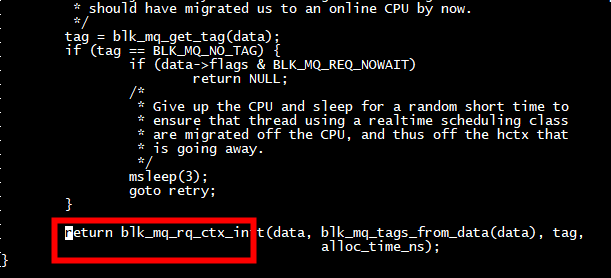 * should have migrated us to an online CPU by now.
*/
tag = blk_mq_get_tag(data);
if (tag == BLK_MQ_NO_TAG) {
if (data->flags & BLK_MQ_REQ_NOWAIT)
return NULL;
/*
* Give up the CPU and sleep for a random short time to
* ensure that thread using a realtime scheduling class
* are migrated off the CPU, and thus off the hctx that
* is going away.
*/
msleep(3);
goto retry;
}
return blk_mq_rq_ctx_init(data, blk_mq_tags_from_data(data), tag,
alloc_time_ns);
}